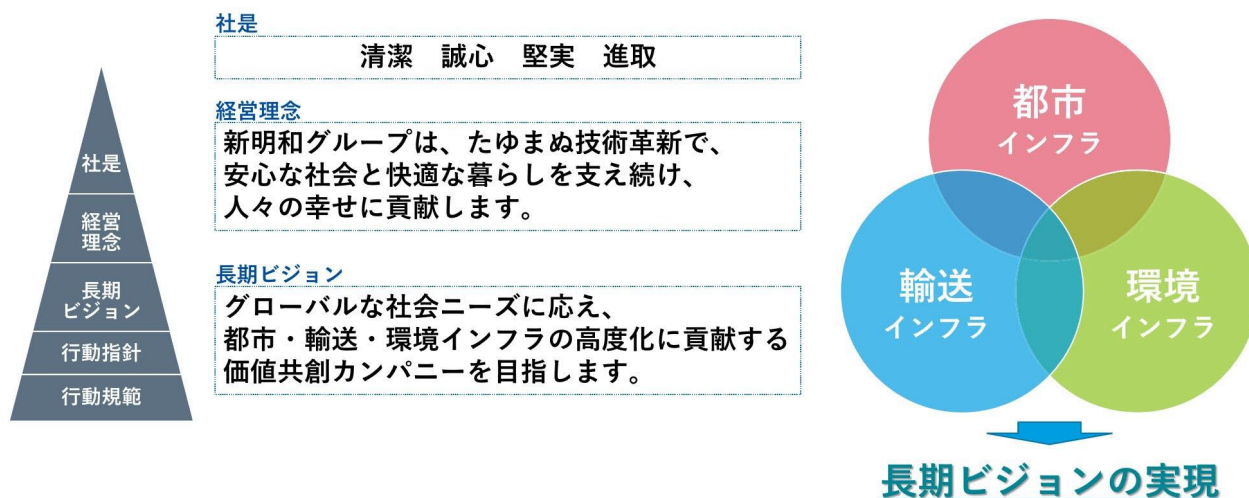 社是
経営
理念
長期
ビジョン
行動指針
行動規範
社是
清潔　誠心　堅実　進取
経営理念
新明和グループは、たゆまぬ技術革新で、
安心な社会と快適な暮らしを支え続け、
人々の幸せに貢献します。
長期ビジョン
グローバルな社会ニーズに応え、
都市・輸送・環境インフラの高度化に貢献する
価値共創カンパニーを目指します。
都市
インフラ
輸送
インフラ
環境
インフラ
長期ビジョンの実現